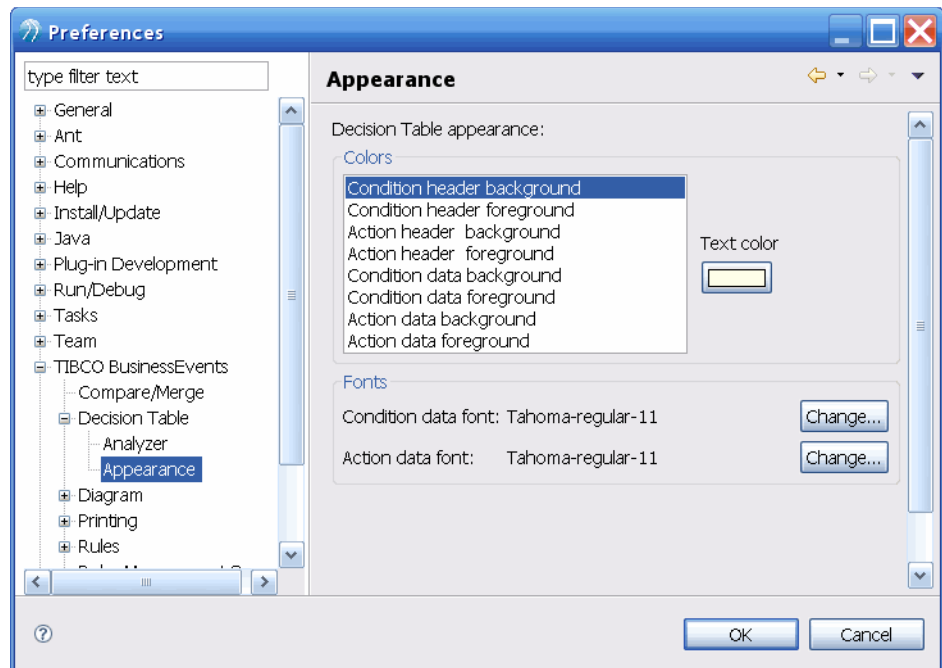 Preferences
type filter text
General
Ant
Communications
Help
Install/Update
Java
Plug-in Development
Run/Debug
Tasks
Team
TIBCO BusinessEvents
Compare/Merge
Decision Table
Analyzer
Appearance
Diagram
Printing
Rules
Appearance
Decision Table appearance:
Colors
Condition header background
Condition header foreground
Action header  background
Action header  foreground
Condition data background
Condition data foreground
Action data background
Action data foreground
Text color
Fonts
Condition data font: Tahoma-regular-11 Change...
Action data font: Tahoma-regular-11 Change...
OK Cancel